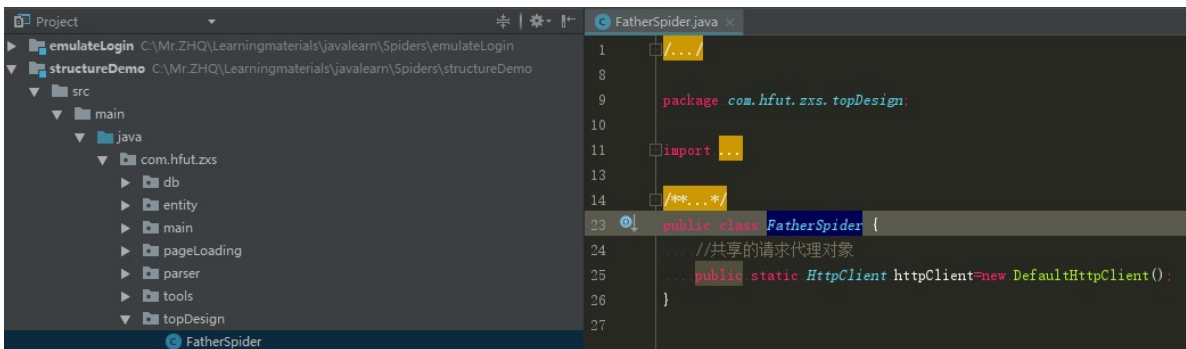 Project
emulateLogin C:\Mr.ZHQ\Learningmaterials\javalearn\Spiders\emulateLogin
structureDemo C:\Mr.ZHQ\Learningmaterials\javalearn\Spiders\structureDemo
src
main
java
com.hfut.zxs
db
entity
main
pageLoading
parser
tools
topDesign
FatherSpider
FatherSpider.java
1 /.../
8
9 package com.hfut.zxs.topDesign;
10
11 import ...
13
14 /**...*/
23 public class FatherSpider {
24 //共享的请求代理对象
25 public static HttpClient httpClient=new DefaultHttpClient();
26 }
27